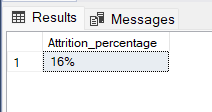 Results Messages
Attrition_percentage
1 16%